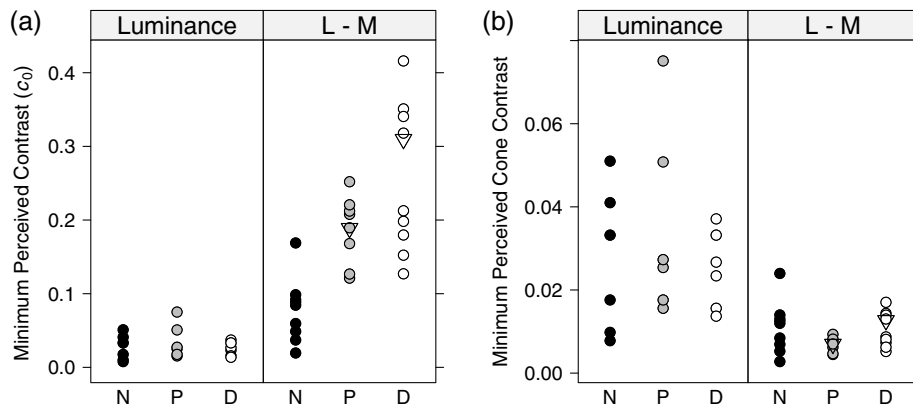 (a)
Luminance
L - M
Minimum Perceived Contrast (c0)
0.4
0.3
0.2
0.1
0.0
N P D N P D
(b)
Luminance
L - M
Minimum Perceived Cone Contrast
0.06
0.04
0.02
0.00
N P D N P D